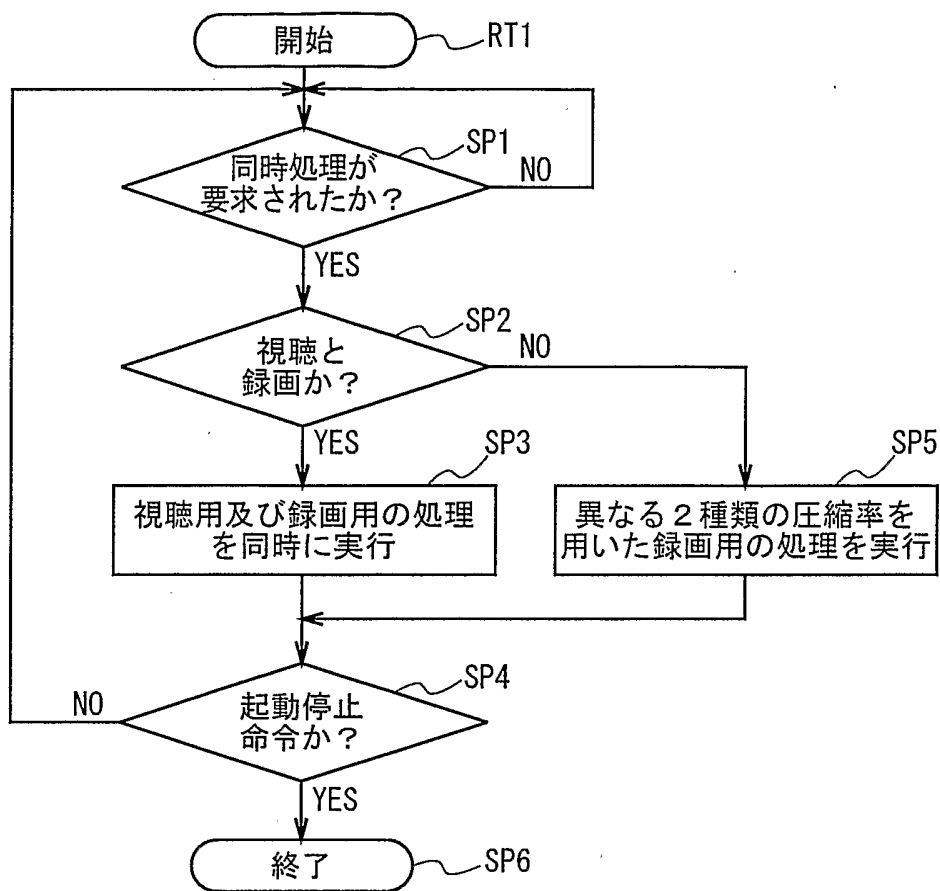 開始
RT1
SP1
同時処理が
要求されたか？
NO
YES
SP2
視聴と
録画か？
NO
YES
SP3
視聴用及び録画用の処理
を同時に実行
SP5
異なる２種類の圧縮率を
用いた録画用の処理を実行
SP4
起動停止
命令か？
NO
YES
終了
SP6